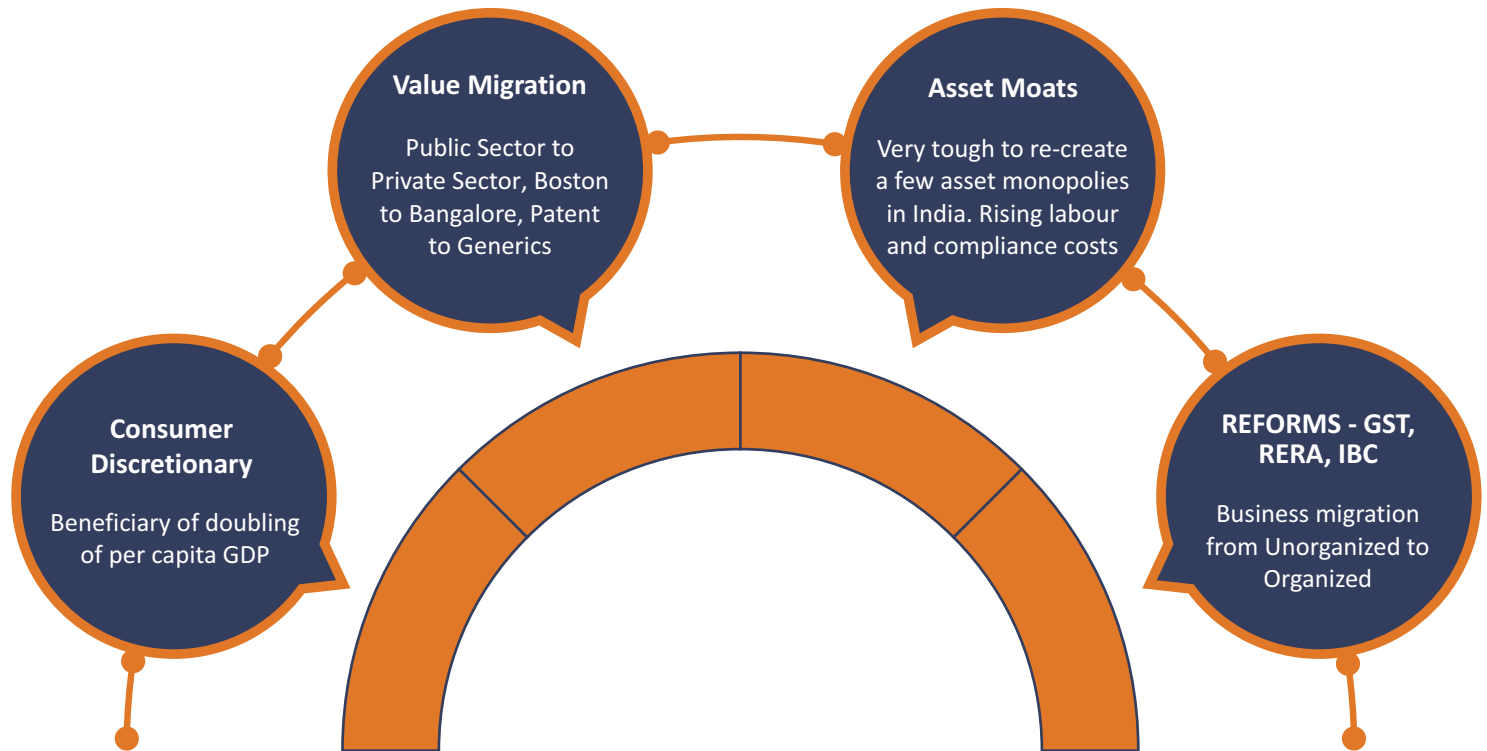 Value Migration
Public Sector to
Private Sector, Boston
to Bangalore, Patent
to Generics
Asset Moats
Very tough to re-create
a few asset monopolies
in India. Rising labour
and compliance costs
Consumer
Discretionary
Beneficiary of doubling
of per capita GDP
REFORMS - GST,
RERA, IBC
Business migration
from Unorganized to
Organized